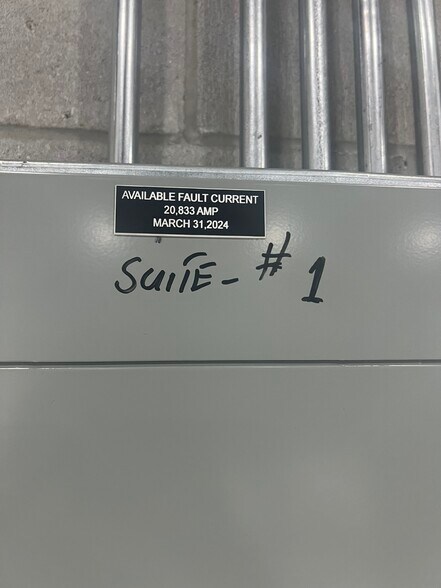 AVAILABLE FAULT CURRENT
20,833 AMP
MARCH 31,2024
SUITE- # 1